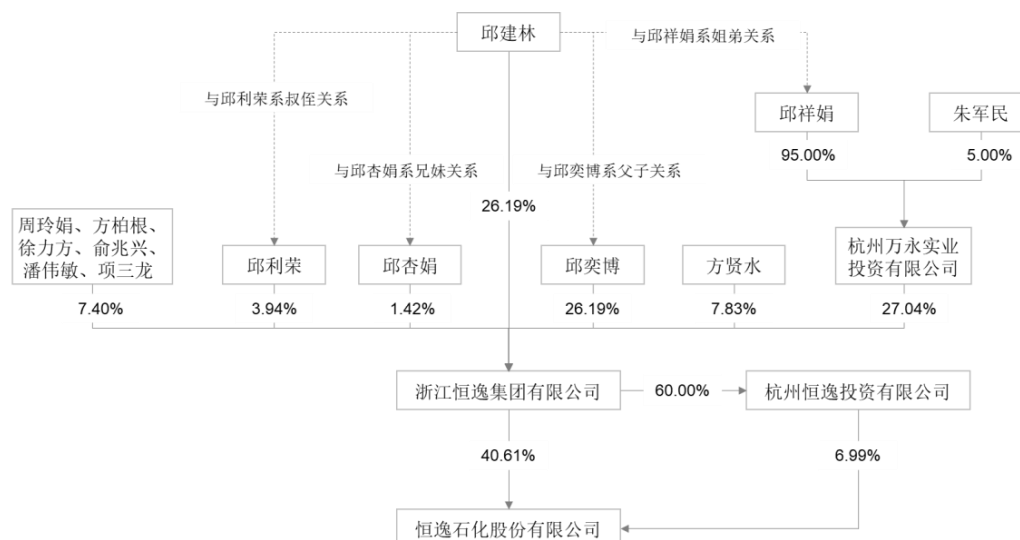 邱建林
与邱祥娟系姐弟关系
与邱利荣系叔侄关系
邱祥娟
朱军民
95.00%
5.00%
与邱杏娟系兄妹关系
与邱奕博系父子关系
26.19%
周玲娟、方柏根、
徐力方、俞兆兴、
潘伟敏、项三龙
邱利荣
邱杏娟
邱奕博
方贤水
杭州万永实业
投资有限公司
7.40%
3.94%
1.42%
26.19%
7.83%
27.04%
浙江恒逸集团有限公司
60.00%
杭州恒逸投资有限公司
40.61%
6.99%
恒逸石化股份有限公司